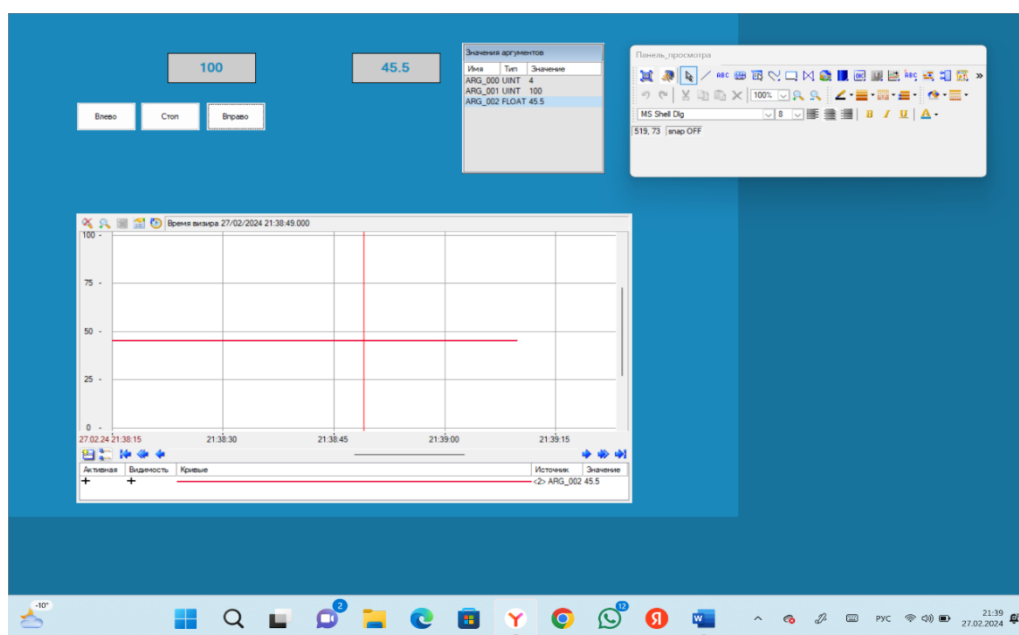 100
45.5
Влево
Стоп
Вправо
Значения аргументов
Имя Тип Значение
ARG_000 UINT 4
ARG_001 UINT 100
ARG_002 FLOAT 45.5
Панель_просмотра
ABC
100%
MS Shell Dlg 8 B I U A
519, 73 snap OFF
Время визира 27/02/2024 21:38:49.000
100
75
50
25
0
27.02.24 21:38:15 21:38:30 21:38:45 21:39:00 21:39:15
Активная Видимость Кривые Источник Значение
<2> ARG_002 45.5
-10°
2
12
РУС
21:39
27.02.2024